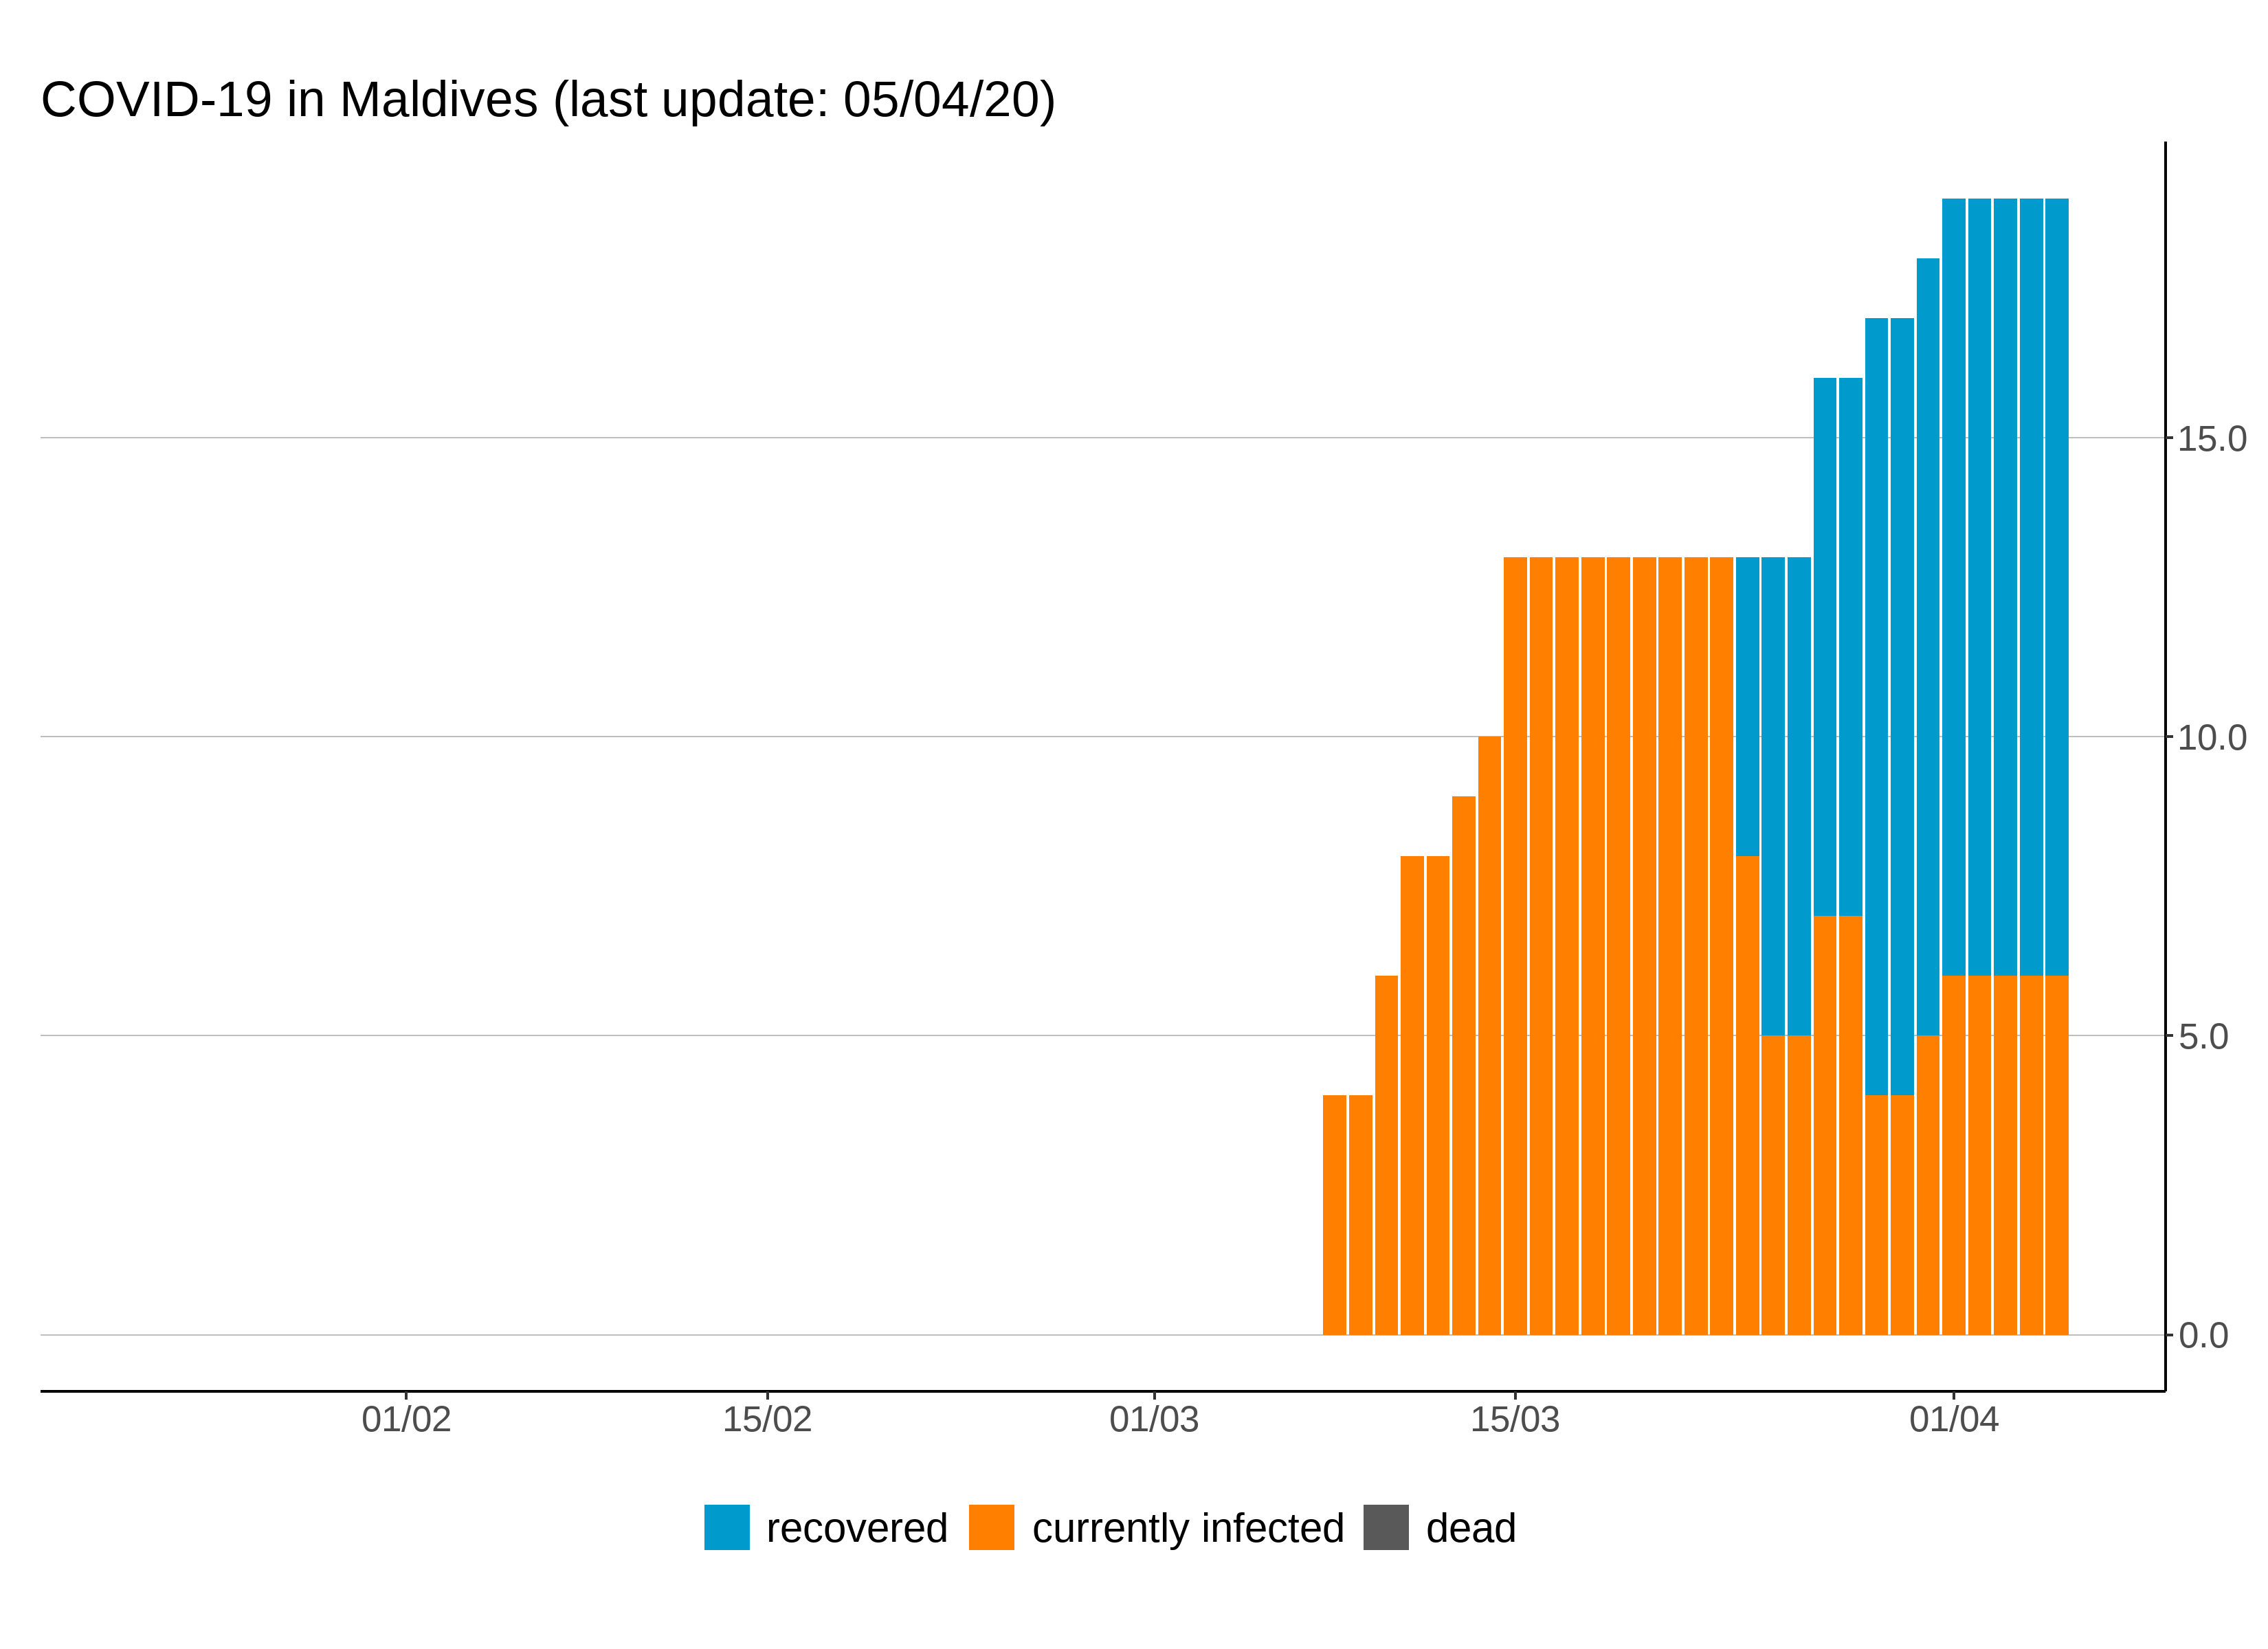 COVID-19 in Maldives (last update: 05/04/20)
15.0
10.0
5.0
0.0
01/02 15/02 01/03 15/03 01/04
recovered currently infected dead